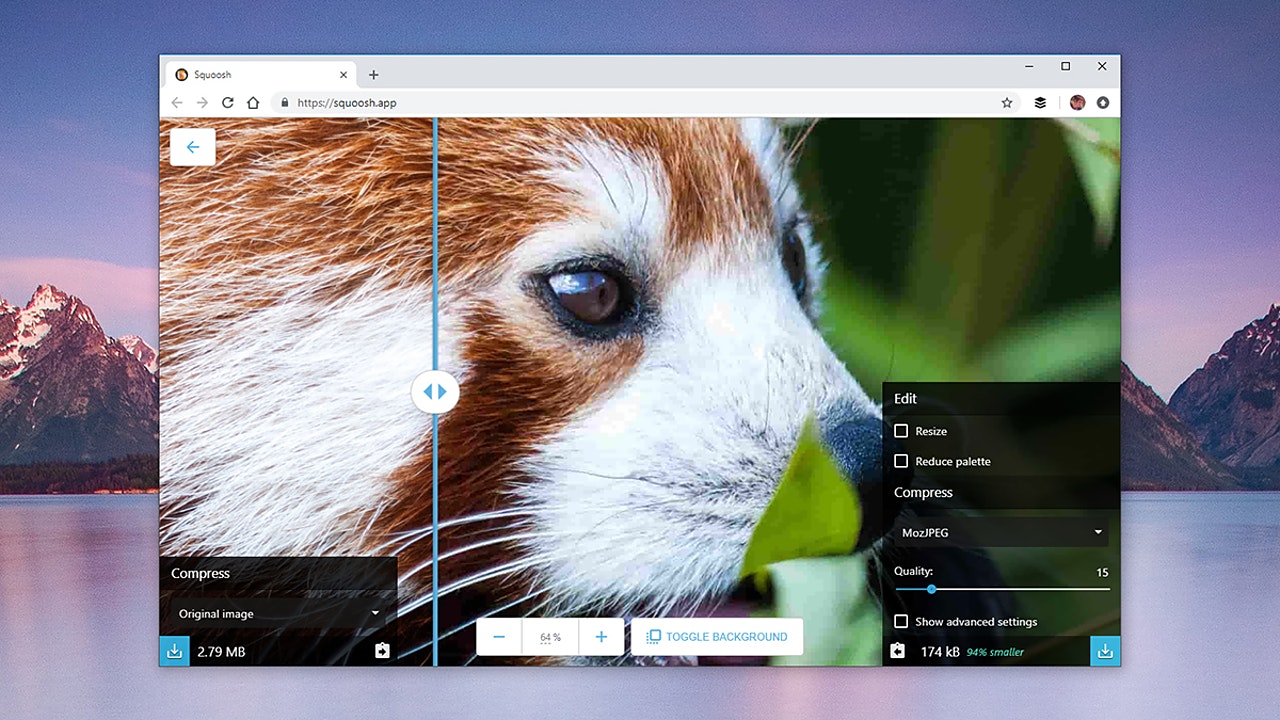 Squoosh
https://squoosh.app
Edit
Resize
Reduce palette
Compress
MozJPEG
Quality: 15
Show advanced settings
174 kB 94% smaller
Compress
Original image
2.79 MB
64 %
TOGGLE BACKGROUND